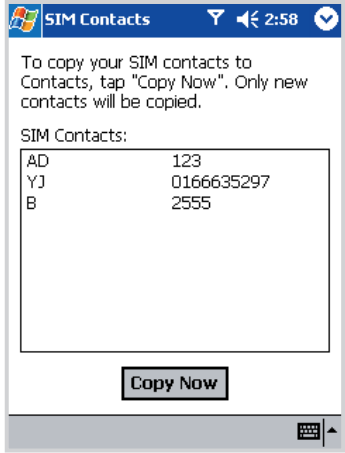 SIM Contacts 2:58
To copy your SIM contacts to
Contacts, tap "Copy Now". Only new
contacts will be copied.
SIM Contacts:
AD 123
YJ 0166635297
B 2555
Copy Now